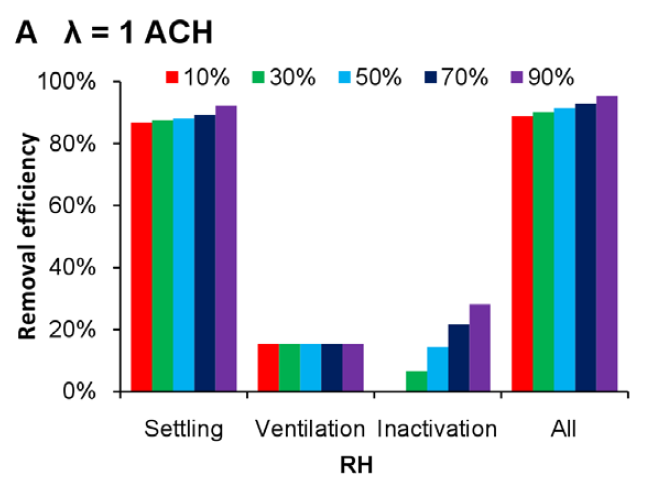 A λ = 1 ACH
100% 10% 30% 50% 70% 90%
80%
60%
40%
20%
0%
Removal efficiency
Settling Ventilation Inactivation All
RH